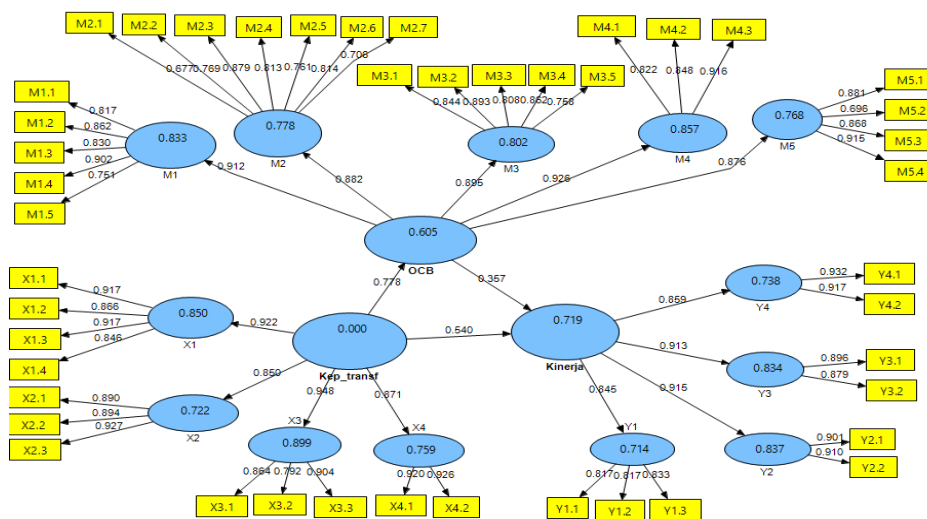 M2.1
M2.2
M2.3
M2.4
M2.5
M2.6
M2.7
0.677
0.769
0.879
0.813
0.751
0.814
0.708
0.778
M2
M1.1
M1.2
M1.3
M1.4
M1.5
0.817
0.862
0.830
0.902
0.751
0.833
M1
M3.1
M3.2
M3.3
M3.4
M3.5
0.844
0.893
0.808
0.862
0.758
0.802
M3
M4.1
M4.2
M4.3
0.822
0.848
0.916
0.857
M4
M5.1
M5.2
M5.3
M5.4
0.881
0.696
0.868
0.915
0.768
M5
0.912
0.882
0.895
0.926
0.876
0.605
OCB
0.778
0.357
X1.1
X1.2
X1.3
X1.4
0.917
0.866
0.917
0.846
0.850
X1
0.922
0.000
Kep_transf
0.540
0.719
Kinerja
0.859
0.738
Y4
0.932
0.917
Y4.1
Y4.2
0.913
0.834
Y3
0.896
0.879
Y3.1
Y3.2
X2.1
X2.2
X2.3
0.890
0.894
0.927
0.722
X2
0.850
0.948
0.871
X3
0.899
0.864
0.792
0.904
X3.1
X3.2
X3.3
X4
0.759
0.920
0.926
X4.1
X4.2
0.845
0.915
Y1
0.714
0.817
0.817
0.833
Y1.1
Y1.2
Y1.3
0.837
Y2
0.901
0.910
Y2.1
Y2.2